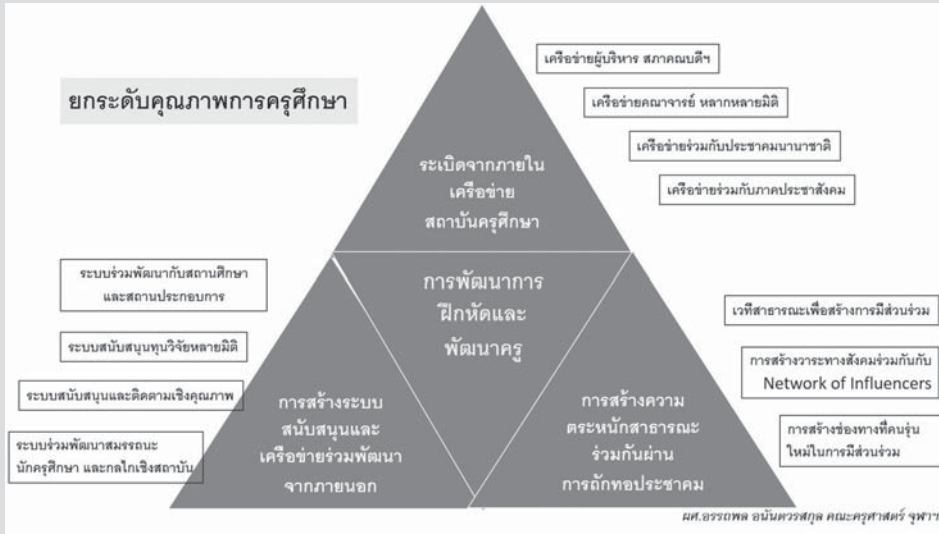 ยกระดับคุณภาพการครุศึกษา
เครือข่ายผู้บริหาร สภาคณบดีฯ
เครือข่ายคณาจารย์ หลากหลายมิติ
เครือข่ายร่วมกับประชาคมนานาชาติ
เครือข่ายร่วมกับภาคประชาสังคม
ระเบิดจากภายใน
เครือข่าย
สถาบันครุศึกษา
ระบบร่วมพัฒนากับสถานศึกษา
และสถานประกอบการ
ระบบสนับสนุนทุนวิจัยหลายมิติ
ระบบสนับสนุนและติดตามเชิงคุณภาพ
ระบบร่วมพัฒนาสมรรถนะ
นักครุศึกษา และกลไกเชิงสถาบัน
การพัฒนาการ
ฝึกหัดและ
พัฒนาครู
การสร้างระบบ
สนับสนุนและ
เครือข่ายร่วมพัฒนา
จากภายนอก
การสร้างความ
ตระหนักสาธารณะ
ร่วมกันผ่าน
การถักทอประชาคม
เวทีสาธารณะเพื่อสร้างการมีส่วนร่วม
การสร้างวาระทางสังคมร่วมกันกับ
Network of Influencers
การสร้างช่องทางที่คนรุ่น
ใหม่ในการมีส่วนร่วม
ผศ.อรรถพล อนันตวรสกุล คณะครุศาสตร์ จุฬาฯ